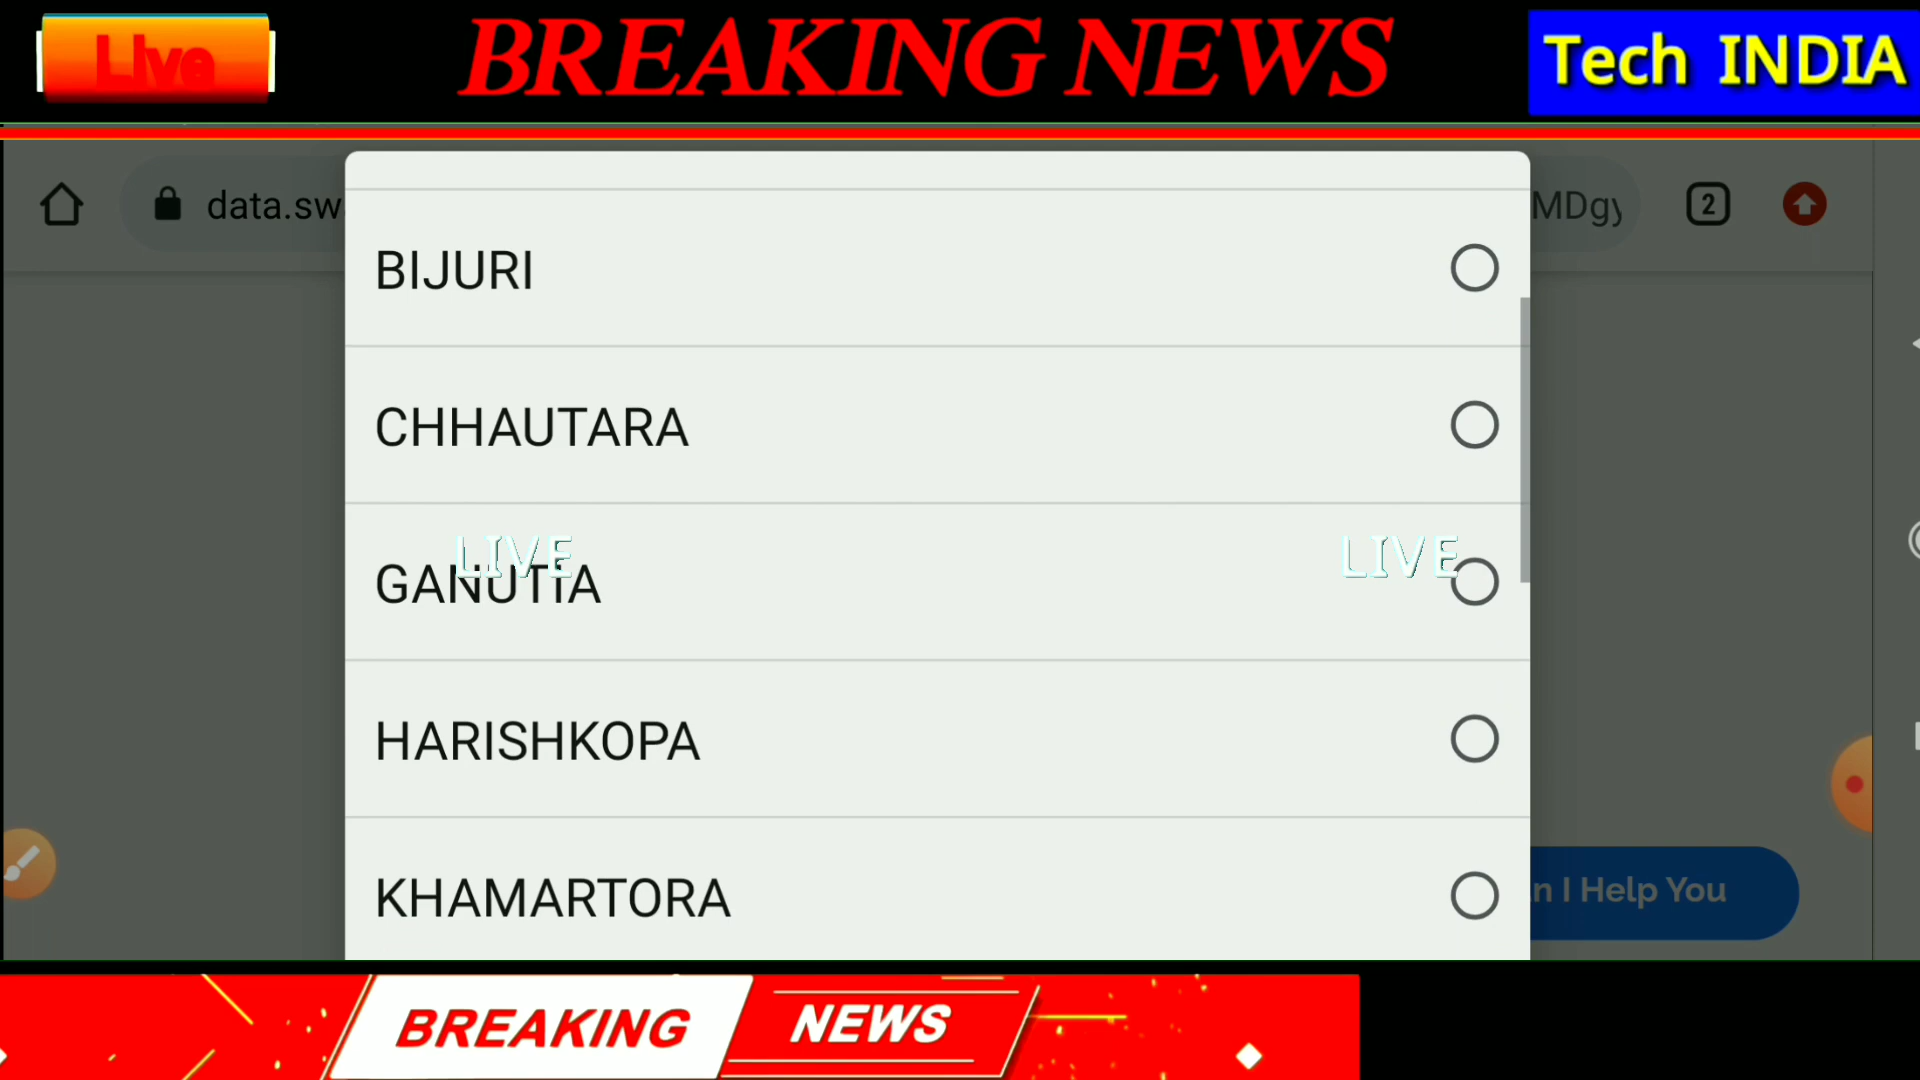 Live
BREAKING NEWS
Tech INDIA
data.sw
MDgy
2
BIJURI
CHHAUTARA
LIVE
LIVE
GANUTIA
HARISHKOPA
KHAMARTORA
n I Help You
BREAKING
NEWS